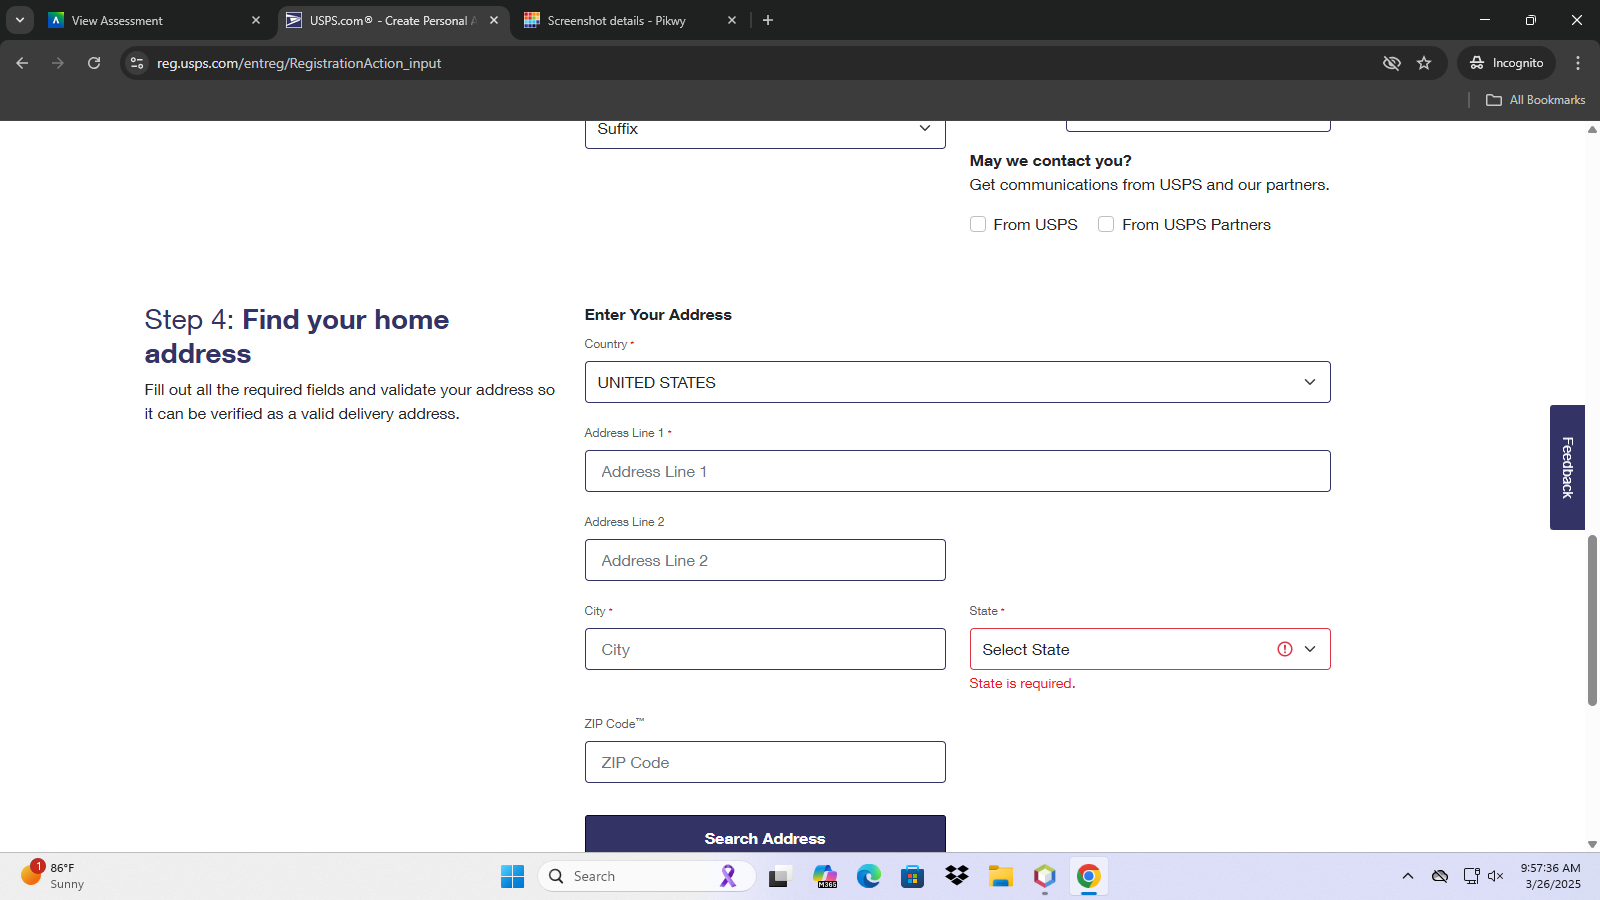 View Assessment
USPS.com® - Create Personal A
Screenshot details - Pikwy
reg.usps.com/entreg/RegistrationAction_input
Incognito
All Bookmarks
Suffix
May we contact you?
Get communications from USPS and our partners.
From USPS
From USPS Partners
Step 4: Find your home
address
Fill out all the required fields and validate your address so
it can be verified as a valid delivery address.
Enter Your Address
Country *
UNITED STATES
Address Line 1 *
Address Line 1
Address Line 2
Address Line 2
City *
City
State *
Select State
State is required.
ZIP Code™
ZIP Code
Search Address
Feedback
1
86°F
Sunny
Search
M365
9:57:36 AM
3/26/2025